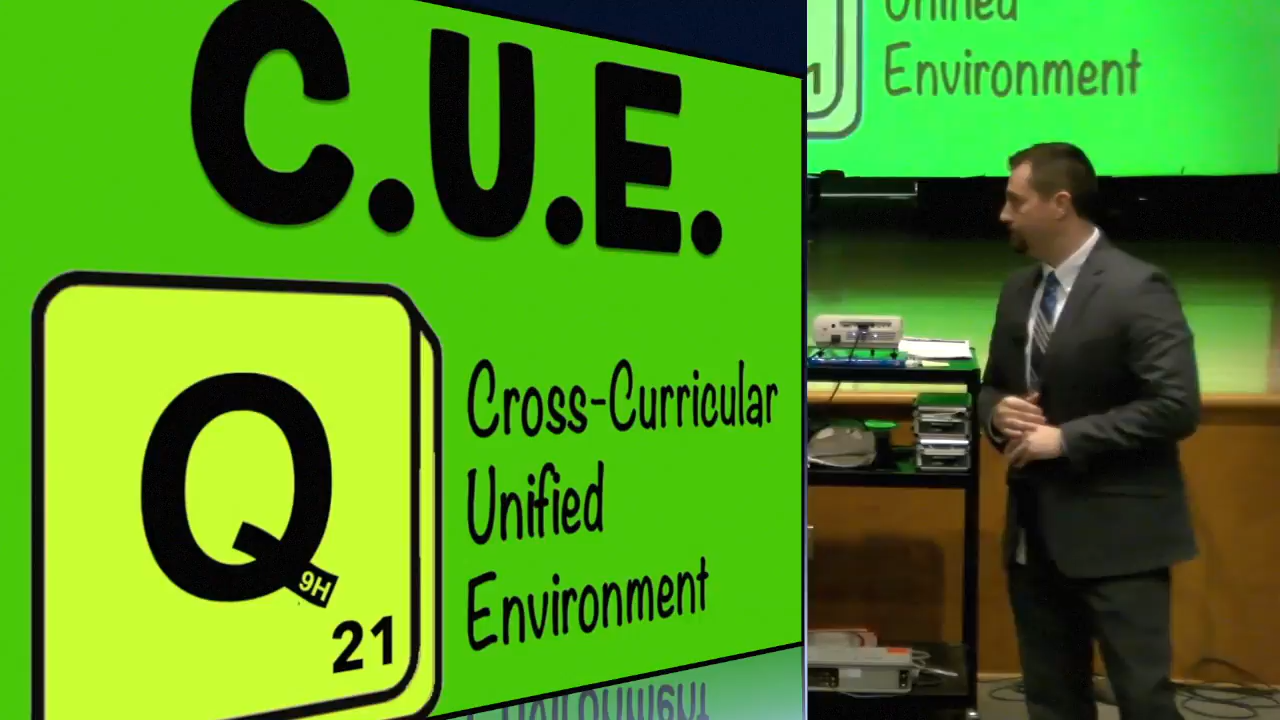 C.U.E.
Q
9H
21
Cross-Curricular
Unified
Environment
Unified
Environment